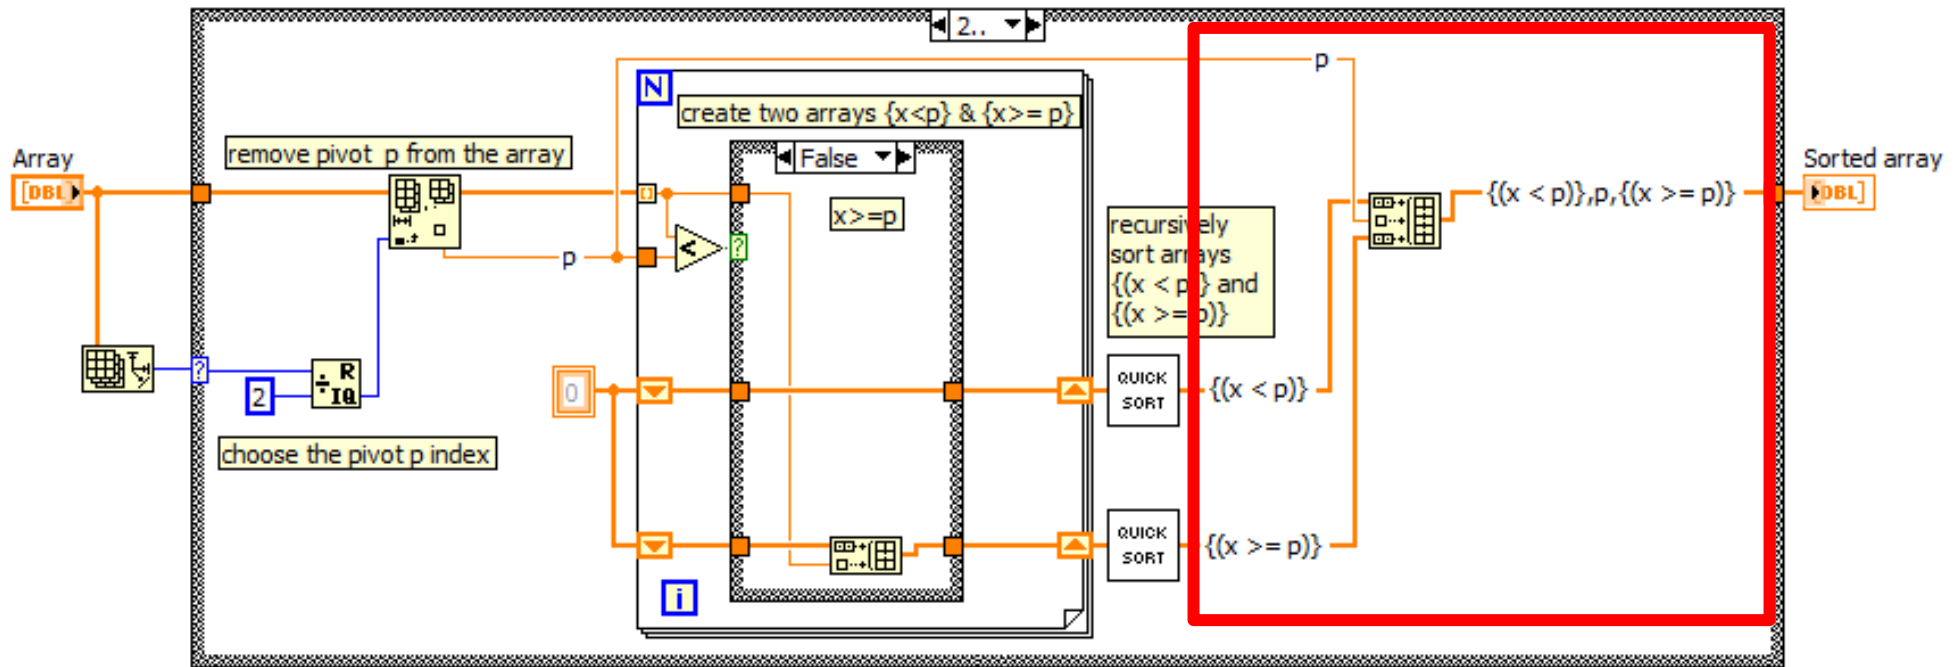 2..
p
N
create two arrays {x<p} & {x>= p}
remove pivot p from the array
False
Array
Sorted array
[DBL]
DBL]
{(x < p)},p,{(x >= p)}
x>=p
recursively
sort arrays
{(x < p)} and
{(x >= p)}
<
?
p
?
R
IQ
2
0
QUICK
SORT
{(x < p)}
choose the pivot p index
QUICK
SORT
{(x >= p)}
i